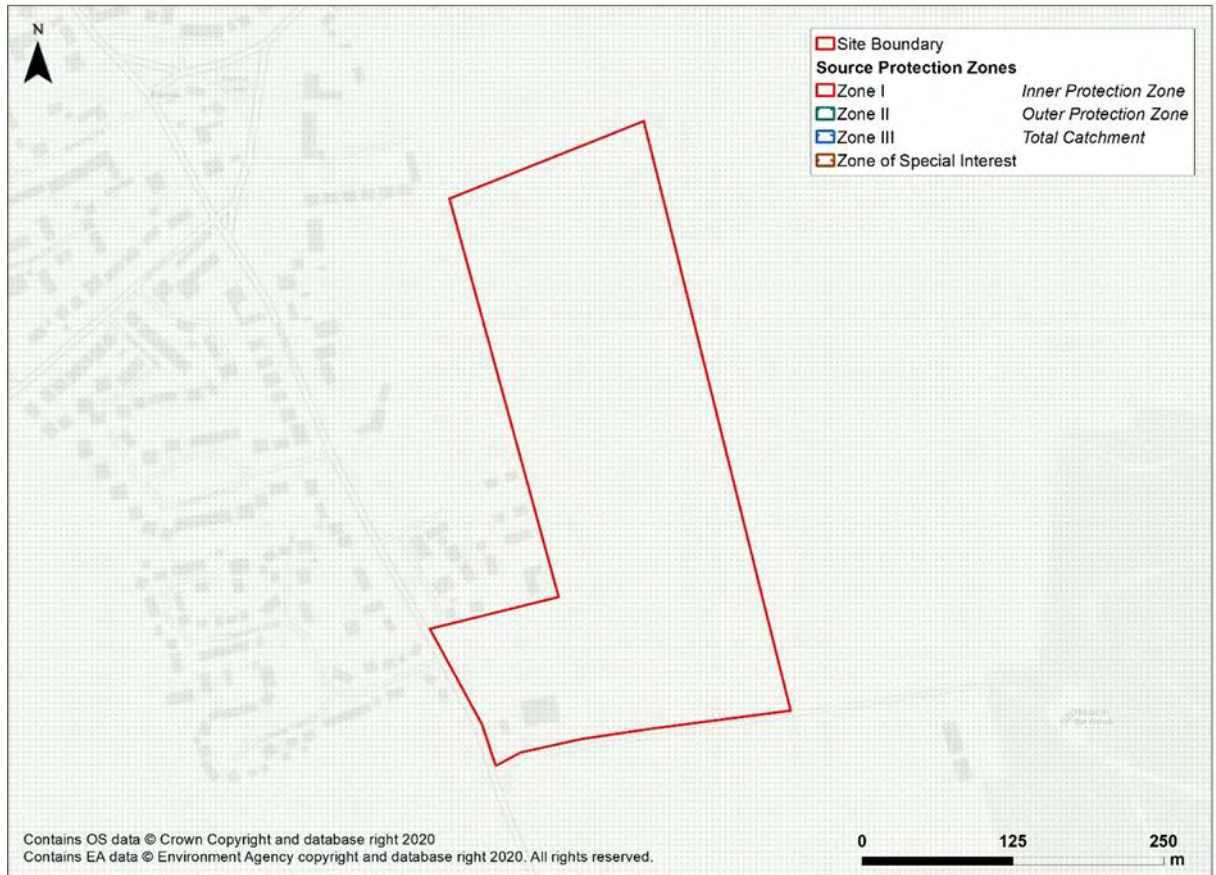 N
Site Boundary
Source Protection Zones
Zone I Inner Protection Zone
Zone II Outer Protection Zone
Zone III Total Catchment
Zone of Special Interest
Contains OS data © Crown Copyright and database right 2020
Contains EA data © Environment Agency copyright and database right 2020. All rights reserved.
0 125 250
m